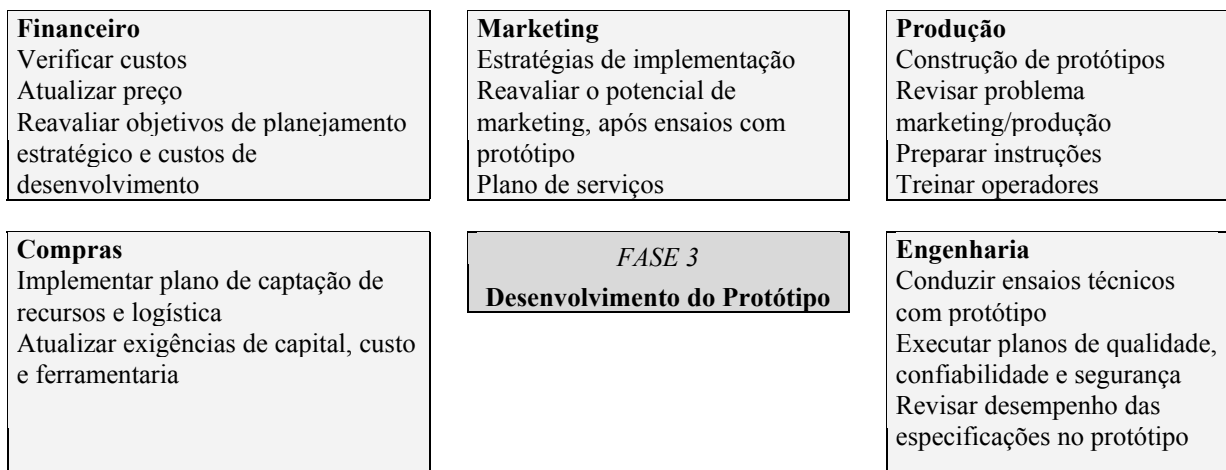 Financeiro
Verificar custos
Atualizar preço
Reavaliar objetivos de planejamento
estratégico e custos de
desenvolvimento
Marketing
Estratégias de implementação
Reavaliar o potencial de
marketing, após ensaios com
protótipo
Plano de serviços
Produção
Construção de protótipos
Revisar problema
marketing/produção
Preparar instruções
Treinar operadores
Compras
Implementar plano de captação de
recursos e logística
Atualizar exigências de capital, custo
e ferramentaria
FASE 3
Desenvolvimento do Protótipo
Engenharia
Conduzir ensaios técnicos
com protótipo
Executar planos de qualidade,
confiabilidade e segurança
Revisar desempenho das
especificações no protótipo